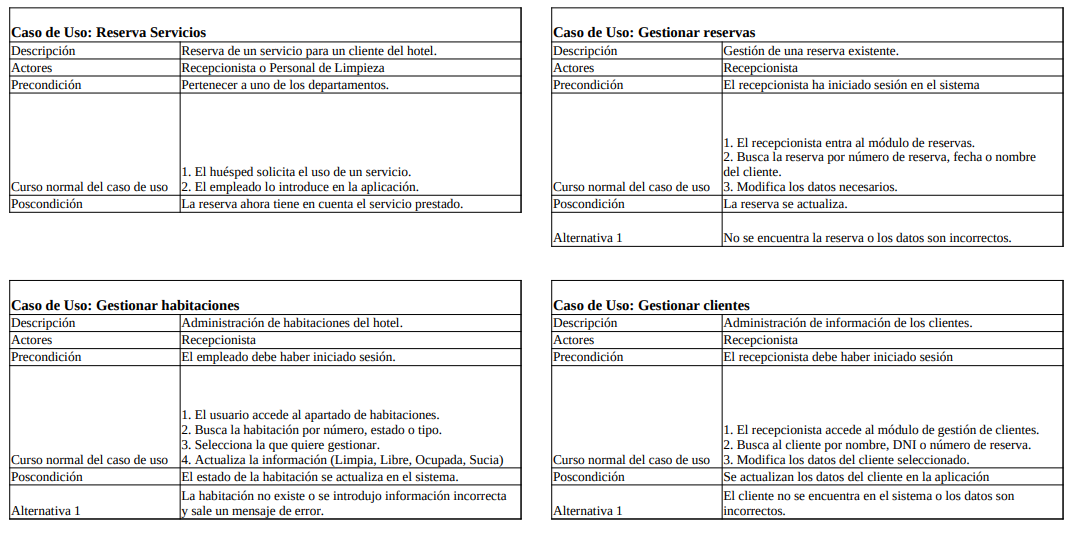 Caso de Uso: Reserva Servicios
Descripción Reserva de un servicio para un cliente del hotel.
Actores Recepcionista o Personal de Limpieza
Precondición Pertenecer a uno de los departamentos.
1. El huésped solicita el uso de un servicio.
Curso normal del caso de uso 2. El empleado lo introduce en la aplicación.
Poscondición La reserva ahora tiene en cuenta el servicio prestado.
Caso de Uso: Gestionar reservas
Descripción Gestión de una reserva existente.
Actores Recepcionista
Precondición El recepcionista ha iniciado sesión en el sistema
1. El recepcionista entra al módulo de reservas.
2. Busca la reserva por número de reserva, fecha o nombre
del cliente.
Curso normal del caso de uso 3. Modifica los datos necesarios.
Poscondición La reserva se actualiza.
Alternativa 1 No se encuentra la reserva o los datos son incorrectos.
Caso de Uso: Gestionar habitaciones
Descripción Administración de habitaciones del hotel.
Actores Recepcionista
Precondición El empleado debe haber iniciado sesión.
1. El usuario accede al apartado de habitaciones.
2. Busca la habitación por número, estado o tipo.
3. Selecciona la que quiere gestionar.
Curso normal del caso de uso 4. Actualiza la información (Limpia, Libre, Ocupada, Sucia)
Poscondición El estado de la habitación se actualiza en el sistema.
La habitación no existe o se introdujo información incorrecta
Alternativa 1 y sale un mensaje de error.
Caso de Uso: Gestionar clientes
Descripción Administración de información de los clientes.
Actores Recepcionista
Precondición El recepcionista debe haber iniciado sesión
1. El recepcionista accede al módulo de gestión de clientes.
2. Busca al cliente por nombre, DNI o número de reserva.
Curso normal del caso de uso 3. Modifica los datos del cliente seleccionado.
Poscondición Se actualizan los datos del cliente en la aplicación
El cliente no se encuentra en el sistema o los datos son
Alternativa 1 incorrectos.